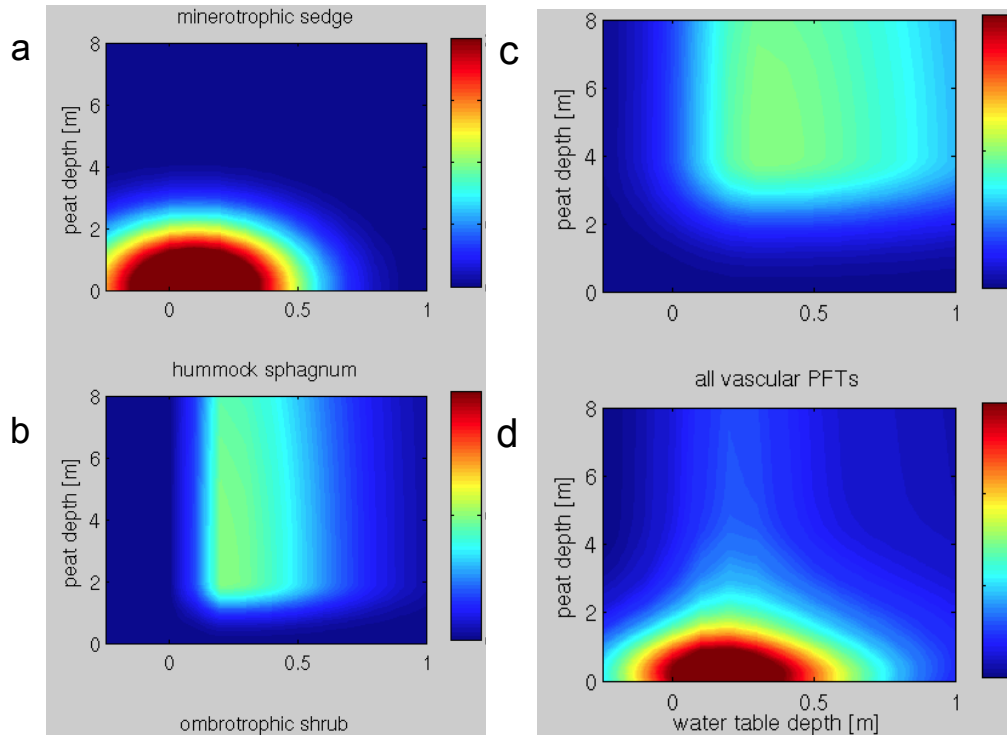 a
minerotrophic sedge
8
6
4
2
0
peat depth [m]
0
0.5
1
hummock sphagnum
b
8
6
4
2
0
peat depth [m]
0
0.5
1
ombrotrophic shrub
c
8
6
4
2
0
peat depth [m]
0
0.5
1
all vascular PFTs
d
8
6
4
2
0
peat depth [m]
0
0.5
1
water table depth [m]